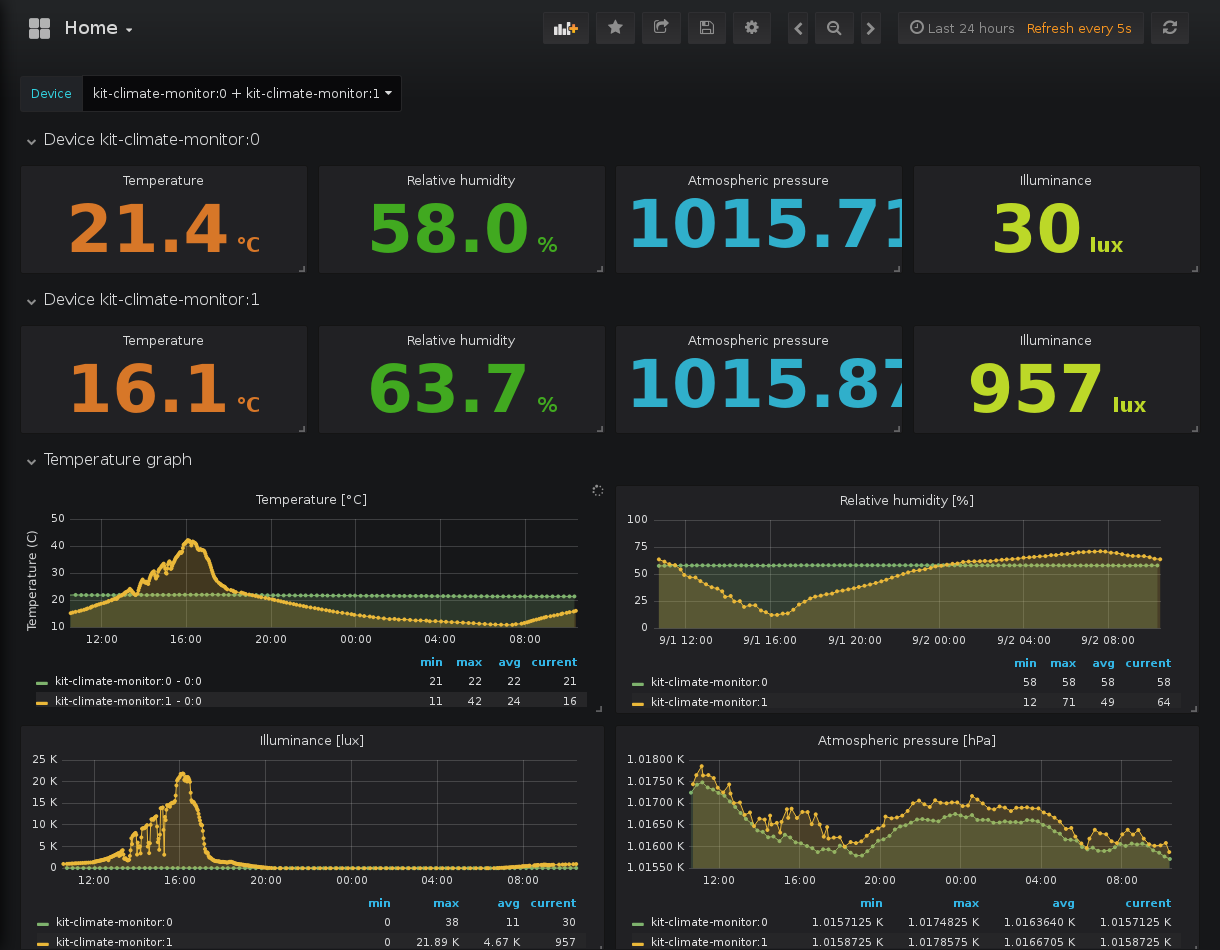 Home
Last 24 hours Refresh every 5s
Device kit-climate-monitor:0 + kit-climate-monitor:1
Device kit-climate-monitor:0
Temperature Relative humidity Atmospheric pressure Illuminance
21.4 °C 58.0 % 1015.71 30 lux
Device kit-climate-monitor:1
Temperature Relative humidity Atmospheric pressure Illuminance
16.1 °C 63.7 % 1015.87 957 lux
Temperature graph
Temperature [°C]
Temperature (C)
50
40
30
20
10
12:00 16:00 20:00 00:00 04:00 08:00
min max avg current
kit-climate-monitor:0 - 0:0 21 22 22 21
kit-climate-monitor:1 - 0:0 11 42 24 16
Relative humidity [%]
100
75
50
25
0
9/1 12:00 9/1 16:00 9/1 20:00 9/2 00:00 9/2 04:00 9/2 08:00
min max avg current
kit-climate-monitor:0 58 58 58 58
kit-climate-monitor:1 12 71 49 64
Illuminance [lux]
25 K
20 K
15 K
10 K
5 K
0
12:00 16:00 20:00 00:00 04:00 08:00
min max avg current
kit-climate-monitor:0 0 38 11 30
kit-climate-monitor:1 0 21.89 K 4.67 K 957
Atmospheric pressure [hPa]
1.01800 K
1.01750 K
1.01700 K
1.01650 K
1.01600 K
1.01550 K
12:00 16:00 20:00 00:00 04:00 08:00
min max avg current
kit-climate-monitor:0 1.0157125 K 1.0174825 K 1.0163640 K 1.0157125 K
kit-climate-monitor:1 1.0158725 K 1.0178575 K 1.0166705 K 1.0158725 K